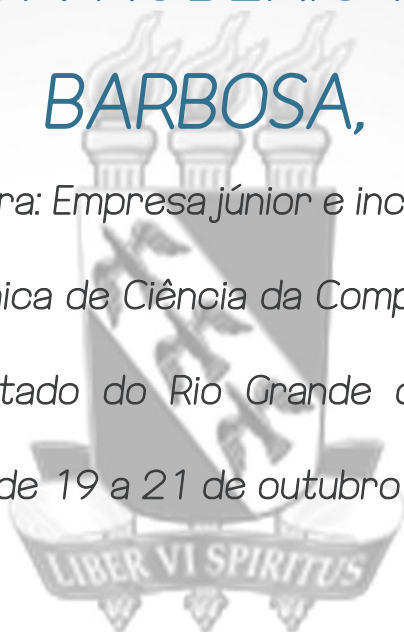 BARBOSA,
ra: Empresa júnior e inc
nica de Ciência da Comp
tado do Rio Grande
de 19 a 21 de outubro
LIBER VI SPIRITUS